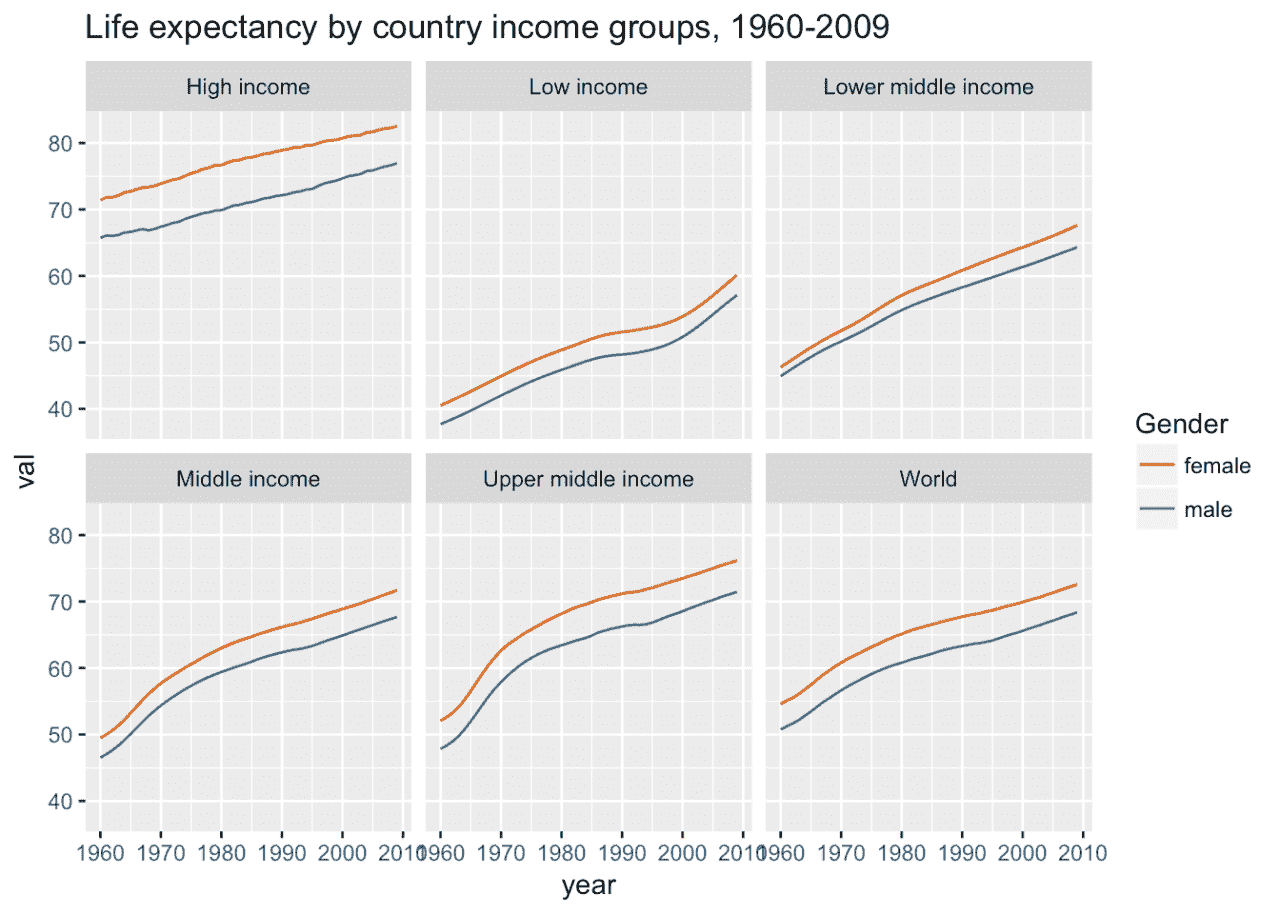 Life expectancy by country income groups, 1960-2009
High income
Low income
Lower middle income
80
70
60
50
40
Middle income
Upper middle income
World
80
70
60
50
40
val
1960 1970 1980 1990 2000 2010 1960 1970 1980 1990 2000 2010 1960 1970 1980 1990 2000 2010
year
Gender
female
male